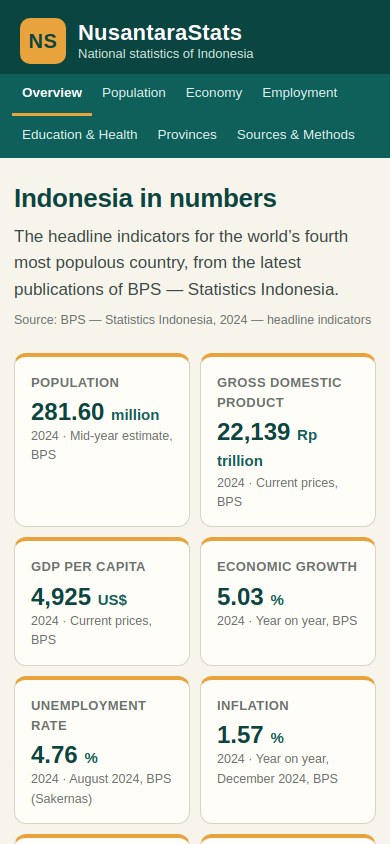 NS
NusantaraStats
National statistics of Indonesia
Overview Population Economy Employment
Education & Health Provinces Sources & Methods
Indonesia in numbers
The headline indicators for the world’s fourth
most populous country, from the latest
publications of BPS — Statistics Indonesia.
Source: BPS — Statistics Indonesia, 2024 — headline indicators
POPULATION
281.60 million
2024 · Mid-year estimate,
BPS
GROSS DOMESTIC
PRODUCT
22,139 Rp
trillion
2024 · Current prices,
BPS
GDP PER CAPITA
4,925 US$
2024 · Current prices,
BPS
ECONOMIC GROWTH
5.03 %
2024 · Year on year, BPS
UNEMPLOYMENT
RATE
4.76 %
2024 · August 2024, BPS
(Sakernas)
INFLATION
1.57 %
2024 · Year on year,
December 2024, BPS